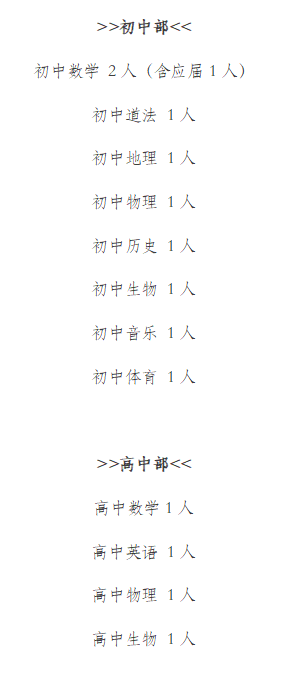 >>初中部<<
初中数学 2人（含应届1人）
初中道法 1人
初中地理 1人
初中物理 1人
初中历史 1人
初中生物 1人
初中音乐 1人
初中体育 1人
>>高中部<<
高中数学1人
高中英语 1人
高中物理 1人
高中生物 1人